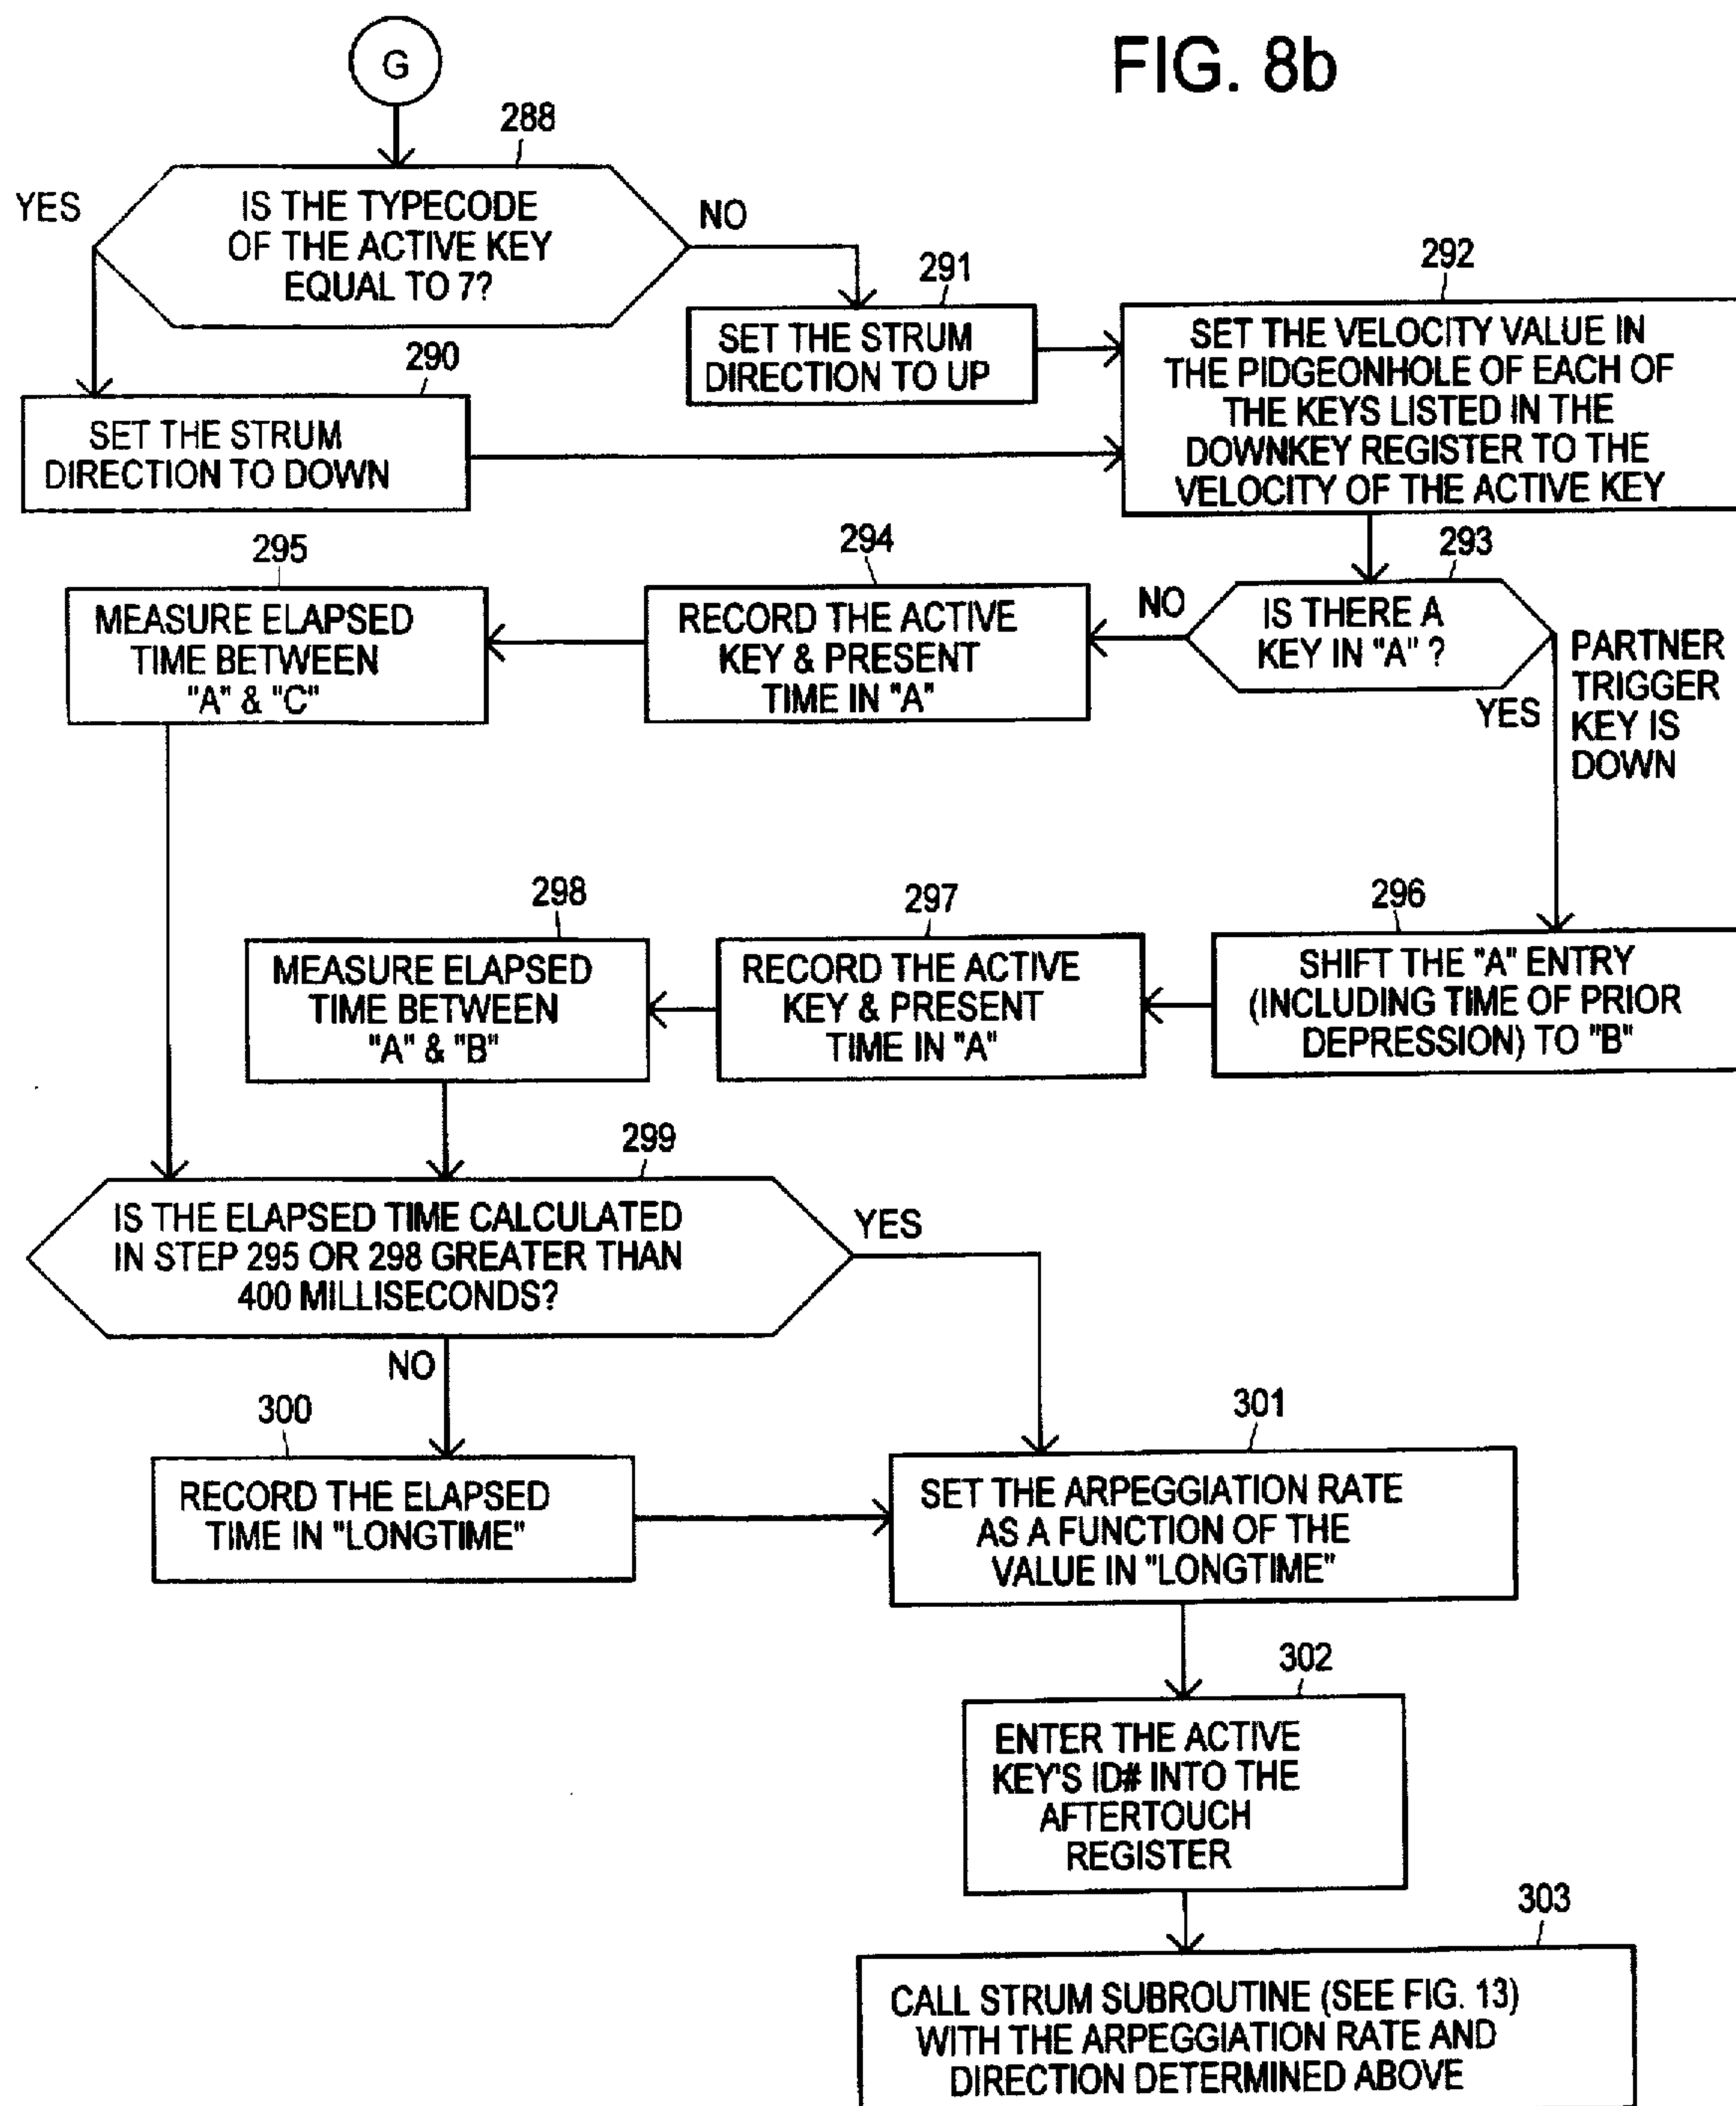 FIG. 8b
G
288
IS THE TYPECODE
OF THE ACTIVE KEY
EQUAL TO 7?
YES
NO
290
SET THE STRUM
DIRECTION TO DOWN
291
SET THE STRUM
DIRECTION TO UP
292
SET THE VELOCITY VALUE IN
THE PIDGEONHOLE OF EACH OF
THE KEYS LISTED IN THE
DOWNKEY REGISTER TO THE
VELOCITY OF THE ACTIVE KEY
293
IS THERE A
KEY IN "A" ?
NO
YES
PARTNER
TRIGGER
KEY IS
DOWN
294
RECORD THE ACTIVE
KEY & PRESENT
TIME IN "A"
295
MEASURE ELAPSED
TIME BETWEEN
"A" & "C"
296
SHIFT THE "A" ENTRY
(INCLUDING TIME OF PRIOR
DEPRESSION) TO "B"
297
RECORD THE ACTIVE
KEY & PRESENT
TIME IN "A"
298
MEASURE ELAPSED
TIME BETWEEN
"A" & "B"
299
IS THE ELAPSED TIME CALCULATED
IN STEP 295 OR 298 GREATER THAN
400 MILLISECONDS?
YES
NO
300
RECORD THE ELAPSED
TIME IN "LONGTIME"
301
SET THE ARPEGGIATION RATE
AS A FUNCTION OF THE
VALUE IN "LONGTIME"
302
ENTER THE ACTIVE
KEY'S ID# INTO THE
AFTERTOUCH
REGISTER
303
CALL STRUM SUBROUTINE (SEE FIG. 13)
WITH THE ARPEGGIATION RATE AND
DIRECTION DETERMINED ABOVE